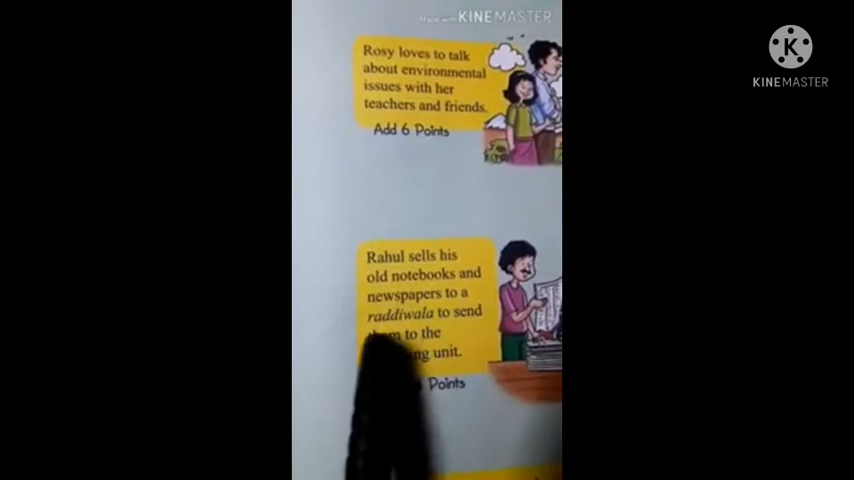 Made with KINEMASTER
Rosy loves to talk
about environmental
issues with her
teachers and friends.
Add 6 Points
Rahul sells his
old notebooks and
newspapers to a
raddiwala to send
them to the
unit.
Points
K
KINEMASTER